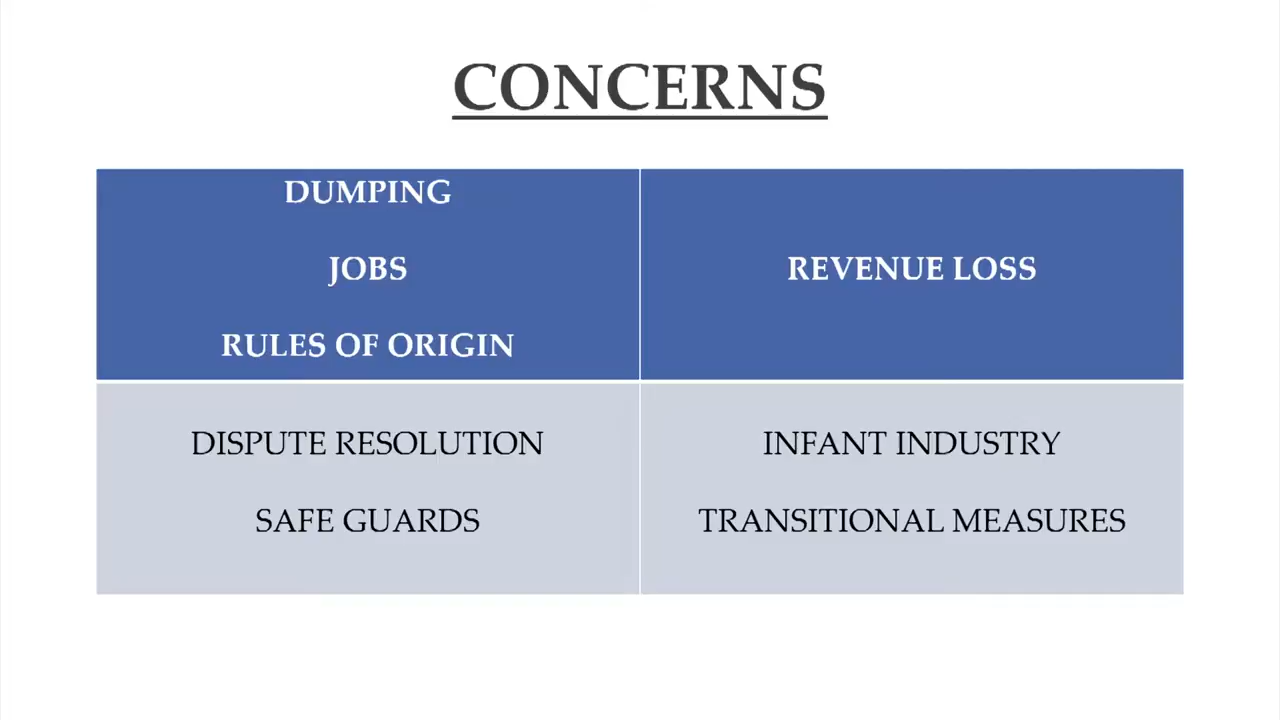 CONCERNS
DUMPING
JOBS
RULES OF ORIGIN
REVENUE LOSS
DISPUTE RESOLUTION
SAFE GUARDS
INFANT INDUSTRY
TRANSITIONAL MEASURES